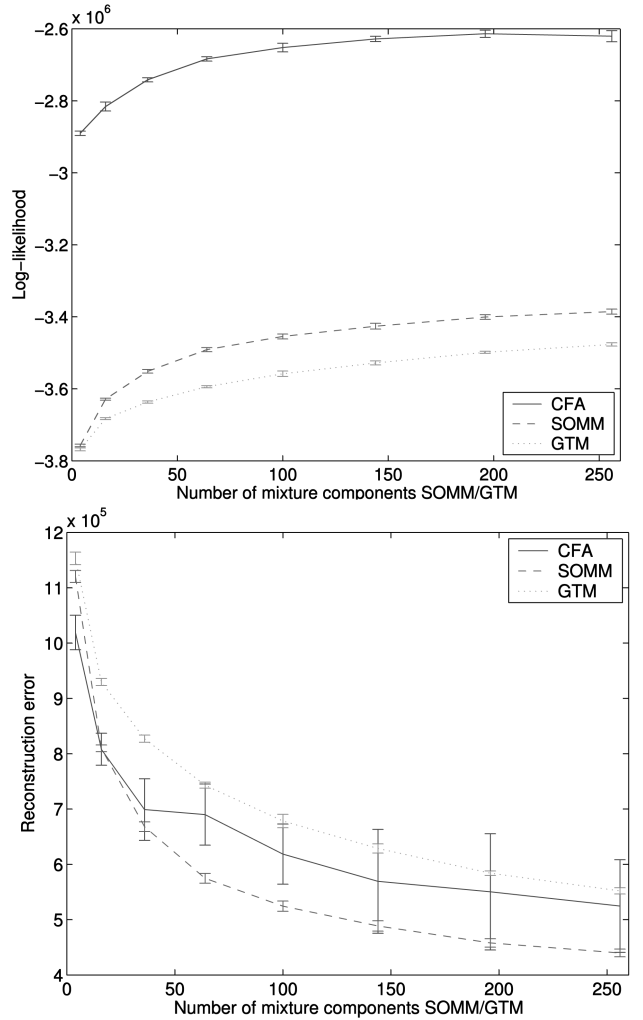 x 10^6
−2.6
−2.8
−3
−3.2
−3.4
−3.6
−3.8
Log−likelihood
0 50 100 150 200 250
Number of mixture components SOMM/GTM
CFA
SOMM
GTM
x 10^5
12
11
10
9
8
7
6
5
4
Reconstruction error
0 50 100 150 200 250
Number of mixture components SOMM/GTM
CFA
SOMM
GTM